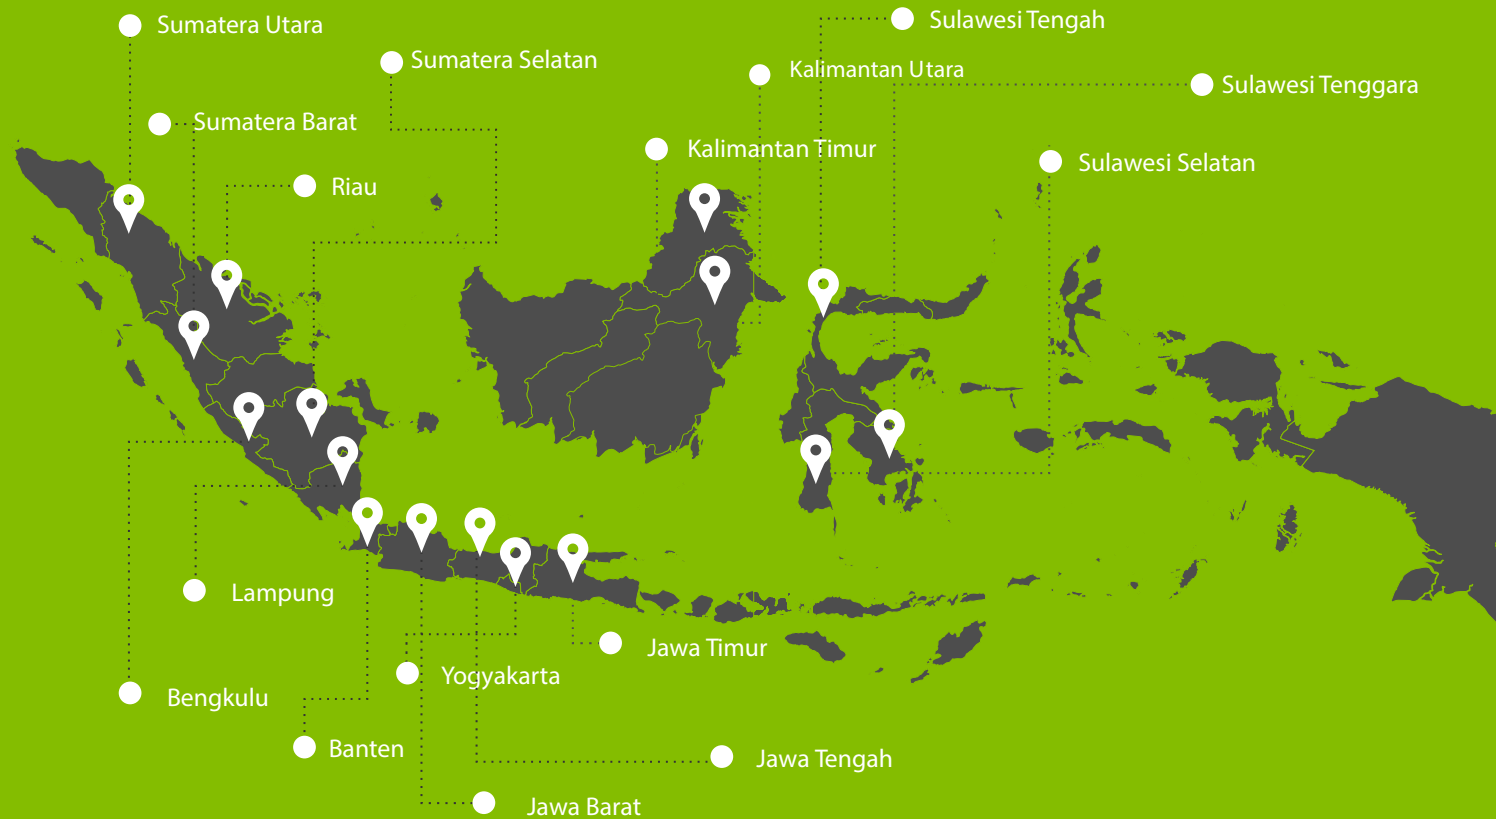 Sumatera Utara
Sulawesi Tengah
Sumatera Selatan
Kalimantan Utara
Sulawesi Tenggara
Sumatera Barat
Kalimantan Timur
Sulawesi Selatan
Riau
Lampung
Jawa Timur
Yogyakarta
Bengkulu
Banten
Jawa Tengah
Jawa Barat